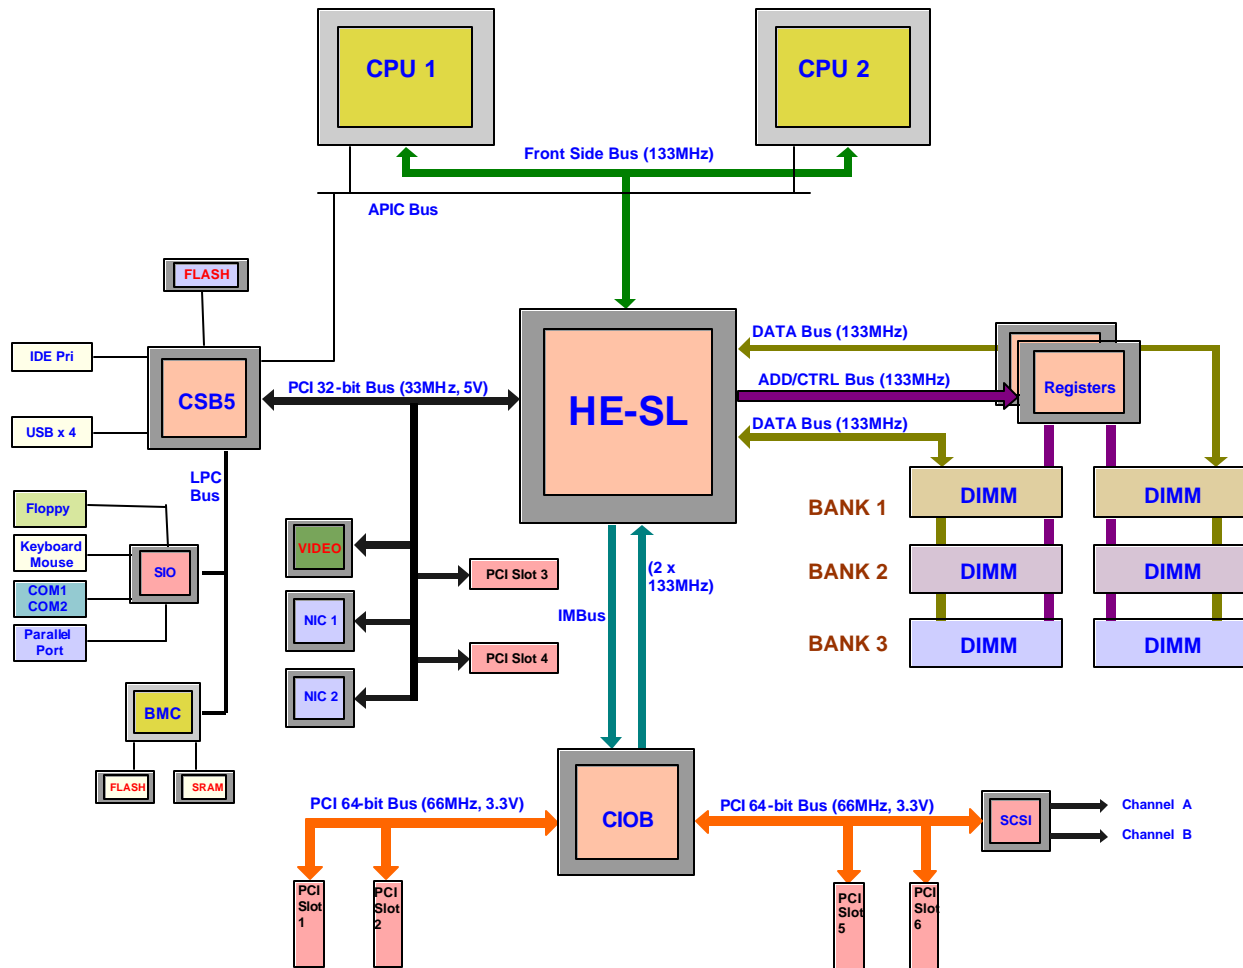 CPU 1
CPU 2
Front Side Bus (133MHz)
APIC Bus
FLASH
IDE Pri
CSB5
USB x 4
PCI 32-bit Bus (33MHz, 5V)
HE-SL
DATA Bus (133MHz)
ADD/CTRL Bus (133MHz)
DATA Bus (133MHz)
Registers
LPC
Bus
Floppy
Keyboard
Mouse
SIO
COM1
COM2
Parallel
Port
BMC
FLASH
SRAM
VIDEO
NIC 1
NIC 2
PCI Slot 3
PCI Slot 4
IMBus
(2 x
133MHz)
BANK 1
DIMM
DIMM
BANK 2
DIMM
DIMM
BANK 3
DIMM
DIMM
PCI 64-bit Bus (66MHz, 3.3V)
CIOB
PCI 64-bit Bus (66MHz, 3.3V)
SCSI
Channel A
Channel B
PCI
Slot
1
PCI
Slot
2
PCI
Slot
5
PCI
Slot
6